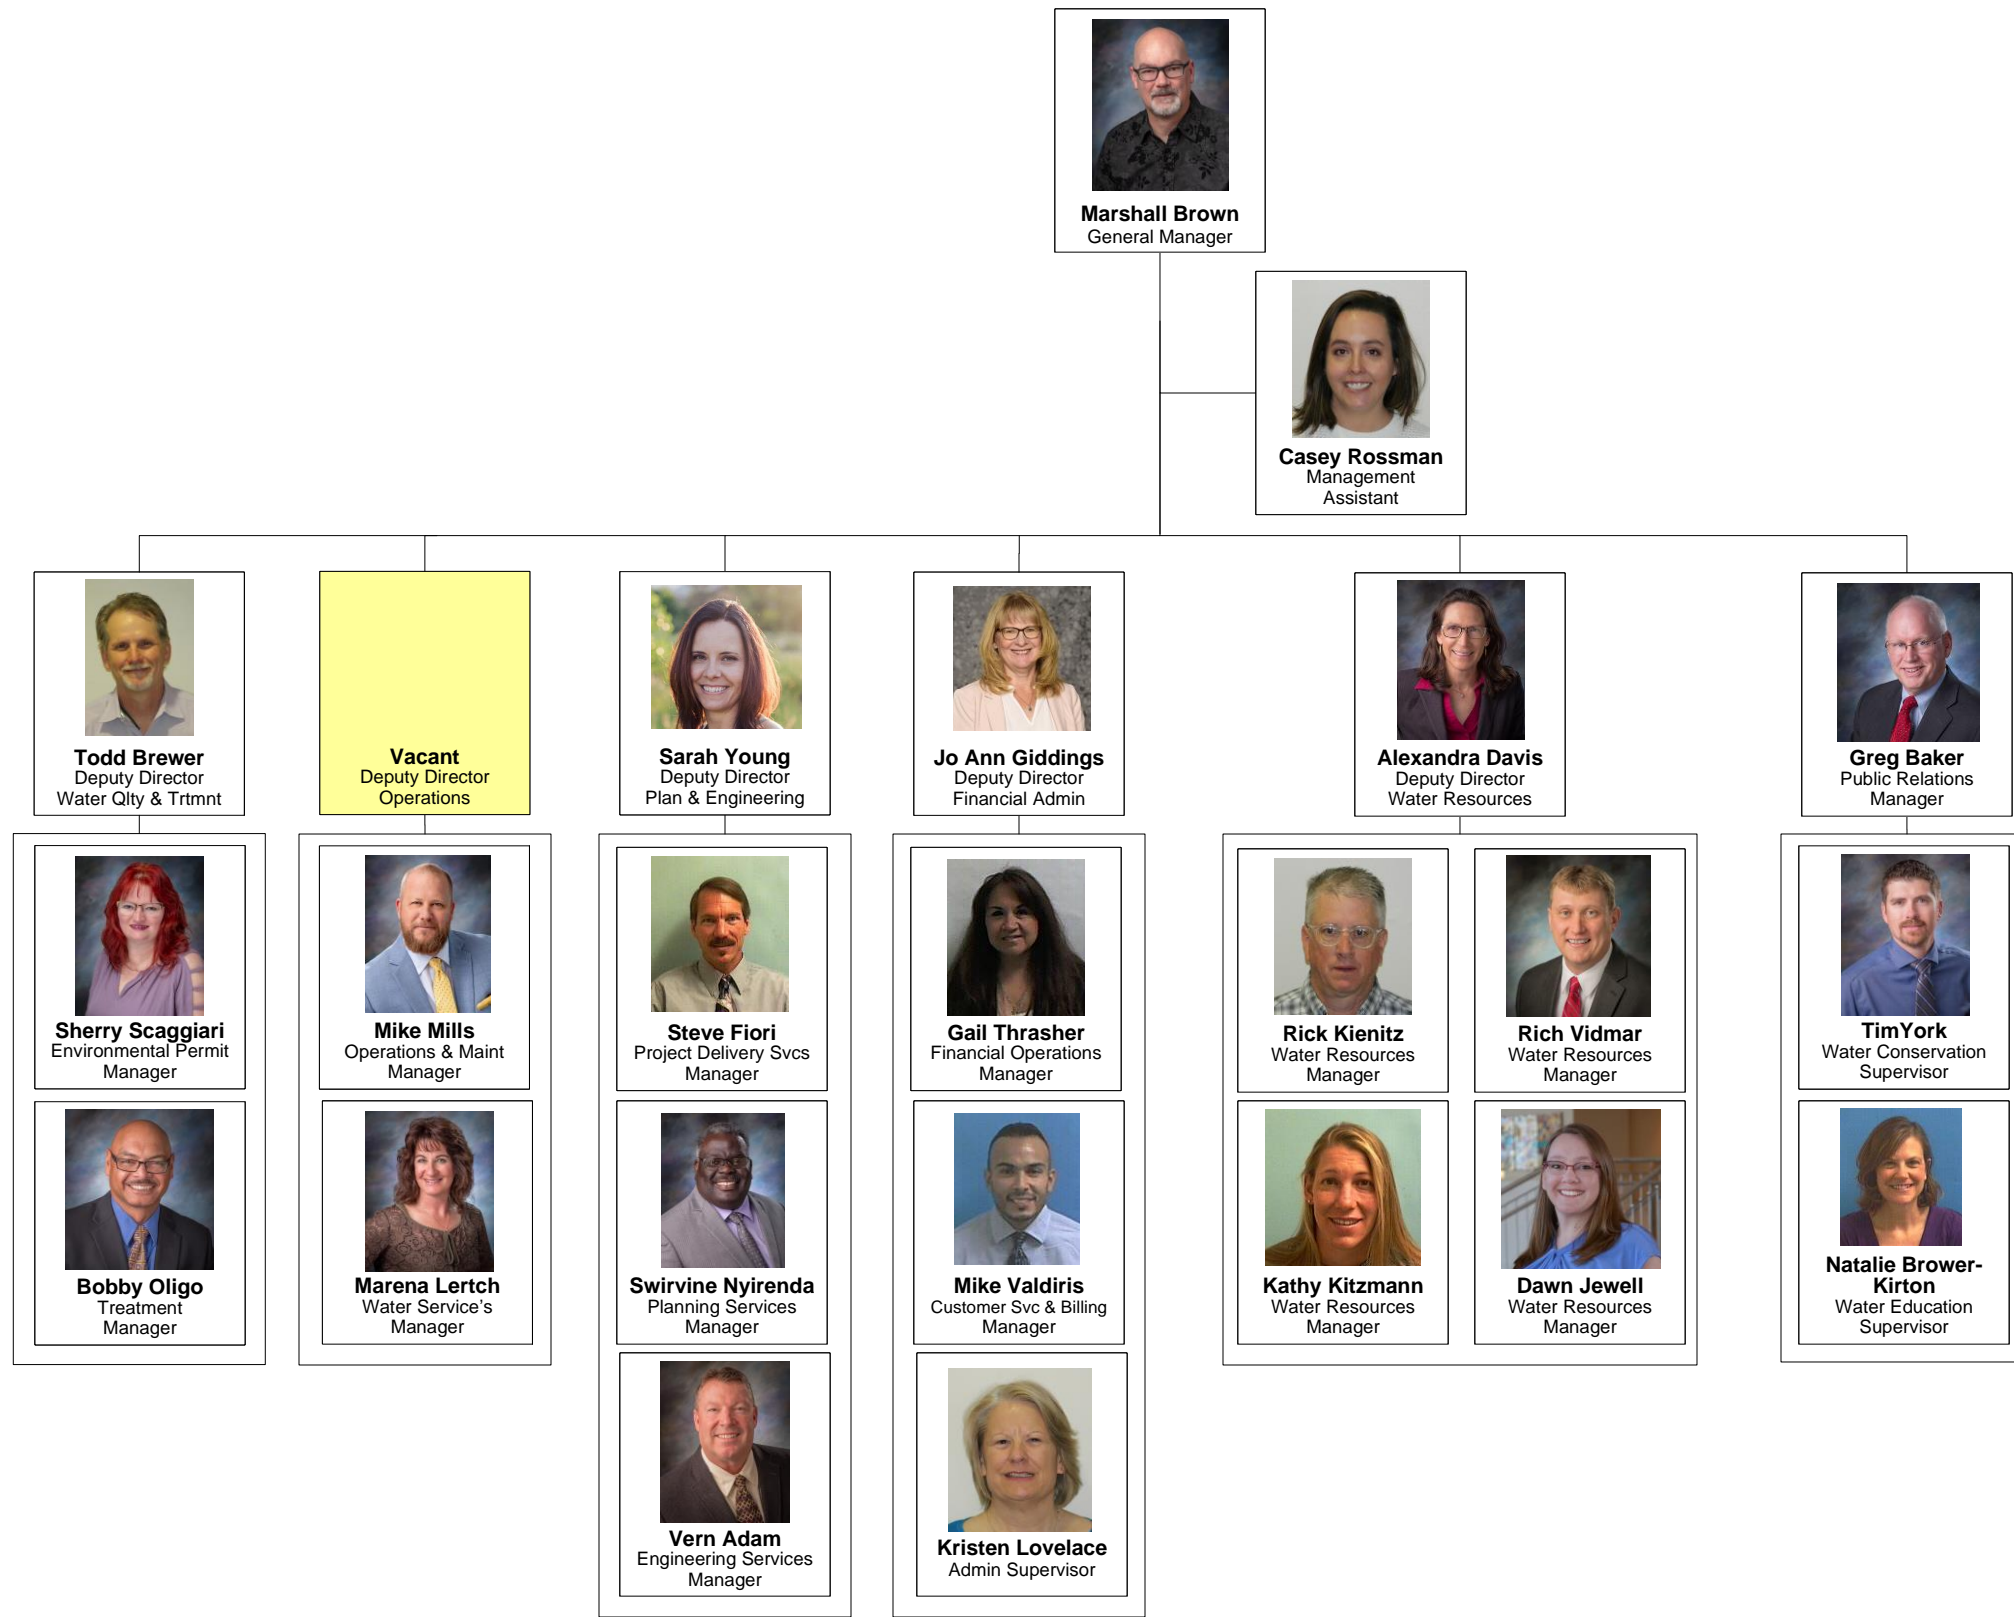 Marshall Brown
General Manager
Casey Rossman
Management
Assistant
Todd Brewer
Deputy Director
Water Qlty & Trtmnt
Vacant
Deputy Director
Operations
Sarah Young
Deputy Director
Plan & Engineering
Jo Ann Giddings
Deputy Director
Financial Admin
Alexandra Davis
Deputy Director
Water Resources
Greg Baker
Public Relations
Manager
Sherry Scaggiari
Environmental Permit
Manager
Mike Mills
Operations & Maint
Manager
Steve Fiori
Project Delivery Svcs
Manager
Gail Thrasher
Financial Operations
Manager
Rick Kienitz
Water Resources
Manager
Rich Vidmar
Water Resources
Manager
TimYork
Water Conservation
Supervisor
Bobby Oligo
Treatment
Manager
Marena Lertch
Water Service’s
Manager
Swirvine Nyirenda
Planning Services
Manager
Mike Valdiris
Customer Svc & Billing
Manager
Kathy Kitzmann
Water Resources
Manager
Dawn Jewell
Water Resources
Manager
Natalie Brower-
Kirton
Water Education
Supervisor
Vern Adam
Engineering Services
Manager
Kristen Lovelace
Admin Supervisor